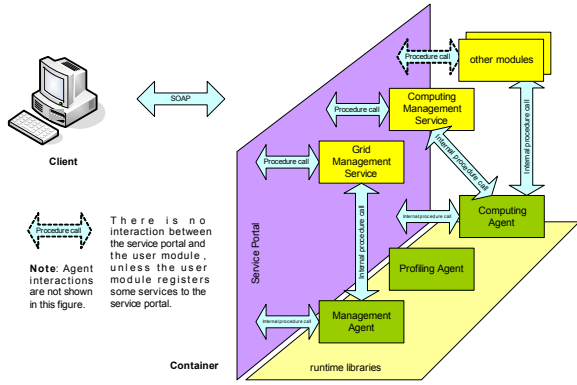 Procedure call
other modules
SOAP
Procedure call
Computing
Management
Service
Client
Procedure call
Grid
Management
Service
Internal procedure call
Internal procedure call
Internal procedure call
Procedure call
There is no
interaction between
the service portal and
the user module,
unless the user
module registers
some services to the
service portal.
Note: Agent
interactions
are not shown
in this figure.
Service Portal
Internal procedure call
Computing
Agent
Profiling Agent
Internal procedure call
Management
Agent
Container
runtime libraries